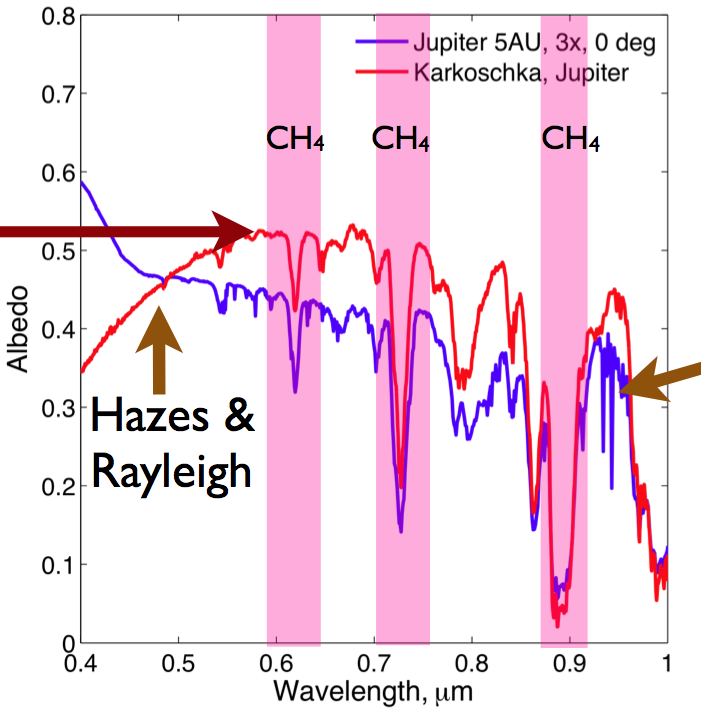 0.8
0.7
0.6
0.5
0.4
0.3
0.2
0.1
0
Albedo
Jupiter 5AU, 3x, 0 deg
Karkoschka, Jupiter
CH₄ CH₄ CH₄
Hazes &
Rayleigh
0.4 0.5 0.6 0.7 0.8 0.9 1
Wavelength, μm